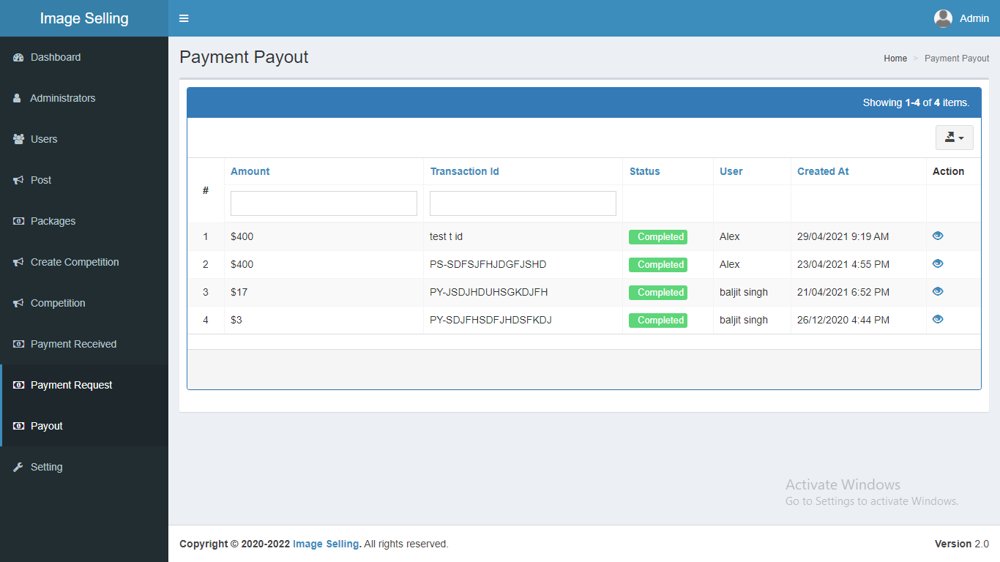 Image Selling
Admin
Dashboard
Administrators
Users
Post
Packages
Create Competition
Competition
Payment Received
Payment Request
Payout
Setting
Payment Payout
Home > Payment Payout
Showing 1-4 of 4 items.
# Amount Transaction Id Status User Created At Action
1 $400 test t id Completed Alex 29/04/2021 9:19 AM
2 $400 PS-SDFSJFHJDGFJSHD Completed Alex 23/04/2021 4:55 PM
3 $17 PY-JSDJHDUHSGKDJFH Completed baljit singh 21/04/2021 6:52 PM
4 $3 PY-SDJFHSDFJHDSFKDJ Completed baljit singh 26/12/2020 4:44 PM
Activate Windows
Go to Settings to activate Windows.
Copyright © 2020-2022 Image Selling. All rights reserved.
Version 2.0